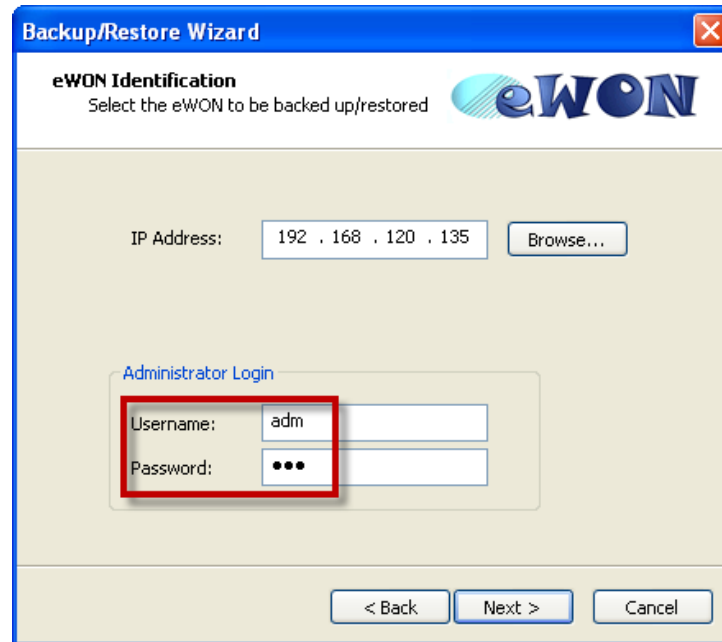 Backup/Restore Wizard
eWON Identification
Select the eWON to be backed up/restored
eWON
IP Address: 192 . 168 . 120 . 135 Browse...
Administrator Login
Username: adm
Password: ●●●
< Back Next > Cancel